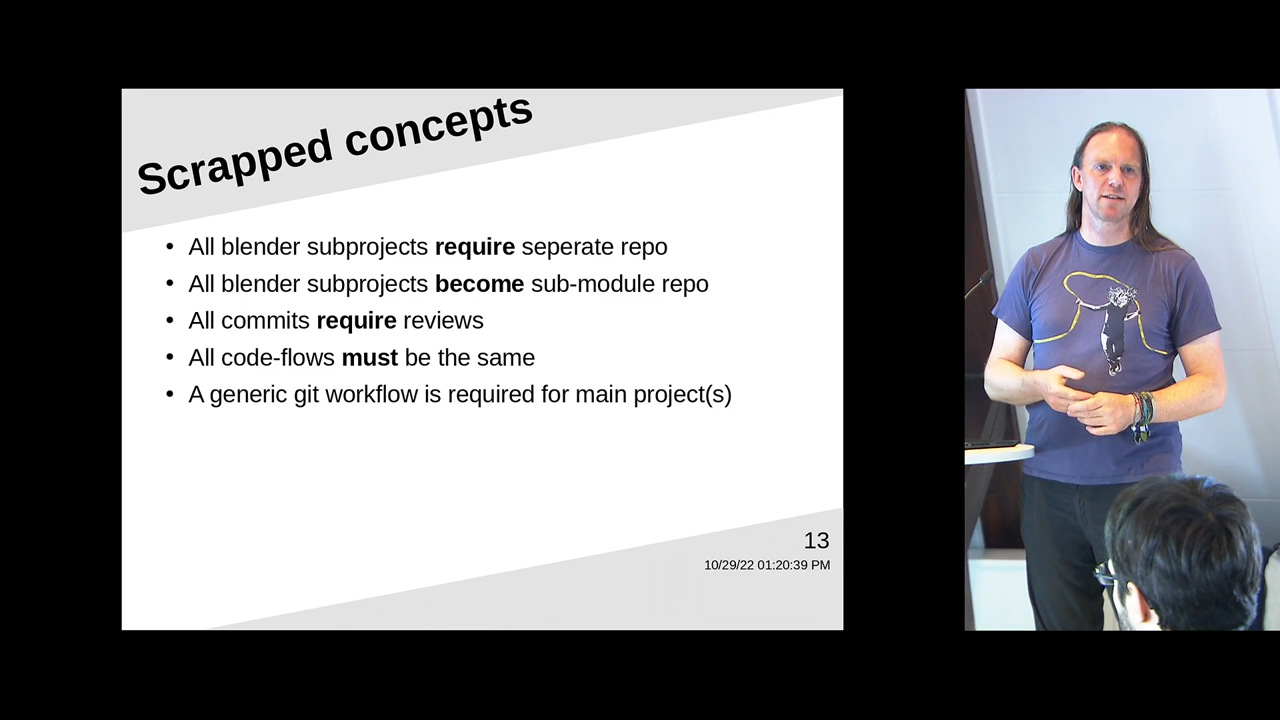 Scrapped concepts
• All blender subprojects require seperate repo
• All blender subprojects become sub-module repo
• All commits require reviews
• All code-flows must be the same
• A generic git workflow is required for main project(s)
13
10/29/22 01:20:39 PM